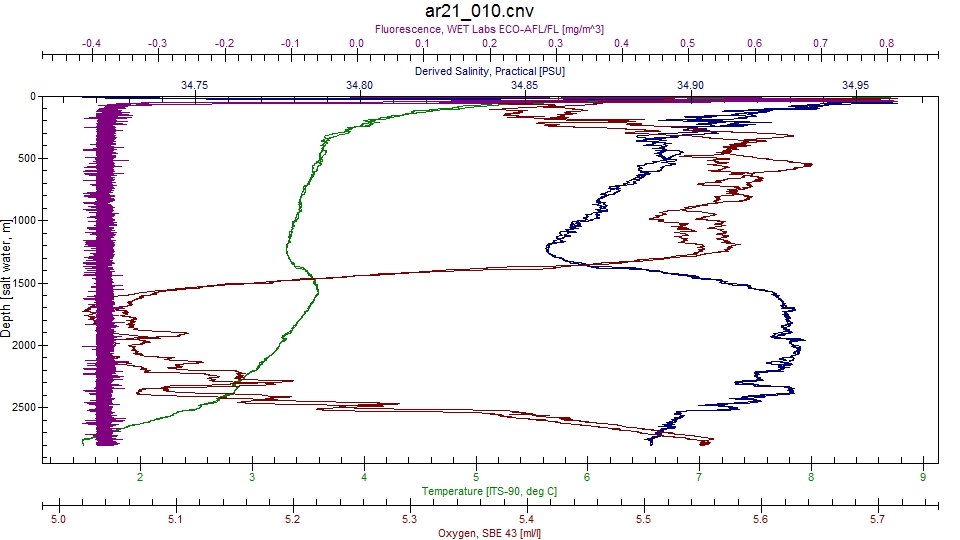 ar21_010.cnv
Fluorescence, WET Labs ECO-AFL/FL [mg/m^3]
-0.4 -0.3 -0.2 -0.1 0.0 0.1 0.2 0.3 0.4 0.5 0.6 0.7 0.8
Derived Salinity, Practical [PSU]
34.75 34.80 34.85 34.90 34.95
0
500
1000
Depth [salt water, m]
1500
2000
2500
2 3 4 5 6 7 8 9
Temperature [ITS-90, deg C]
5.0 5.1 5.2 5.3 5.4 5.5 5.6 5.7
Oxygen, SBE 43 [ml/l]